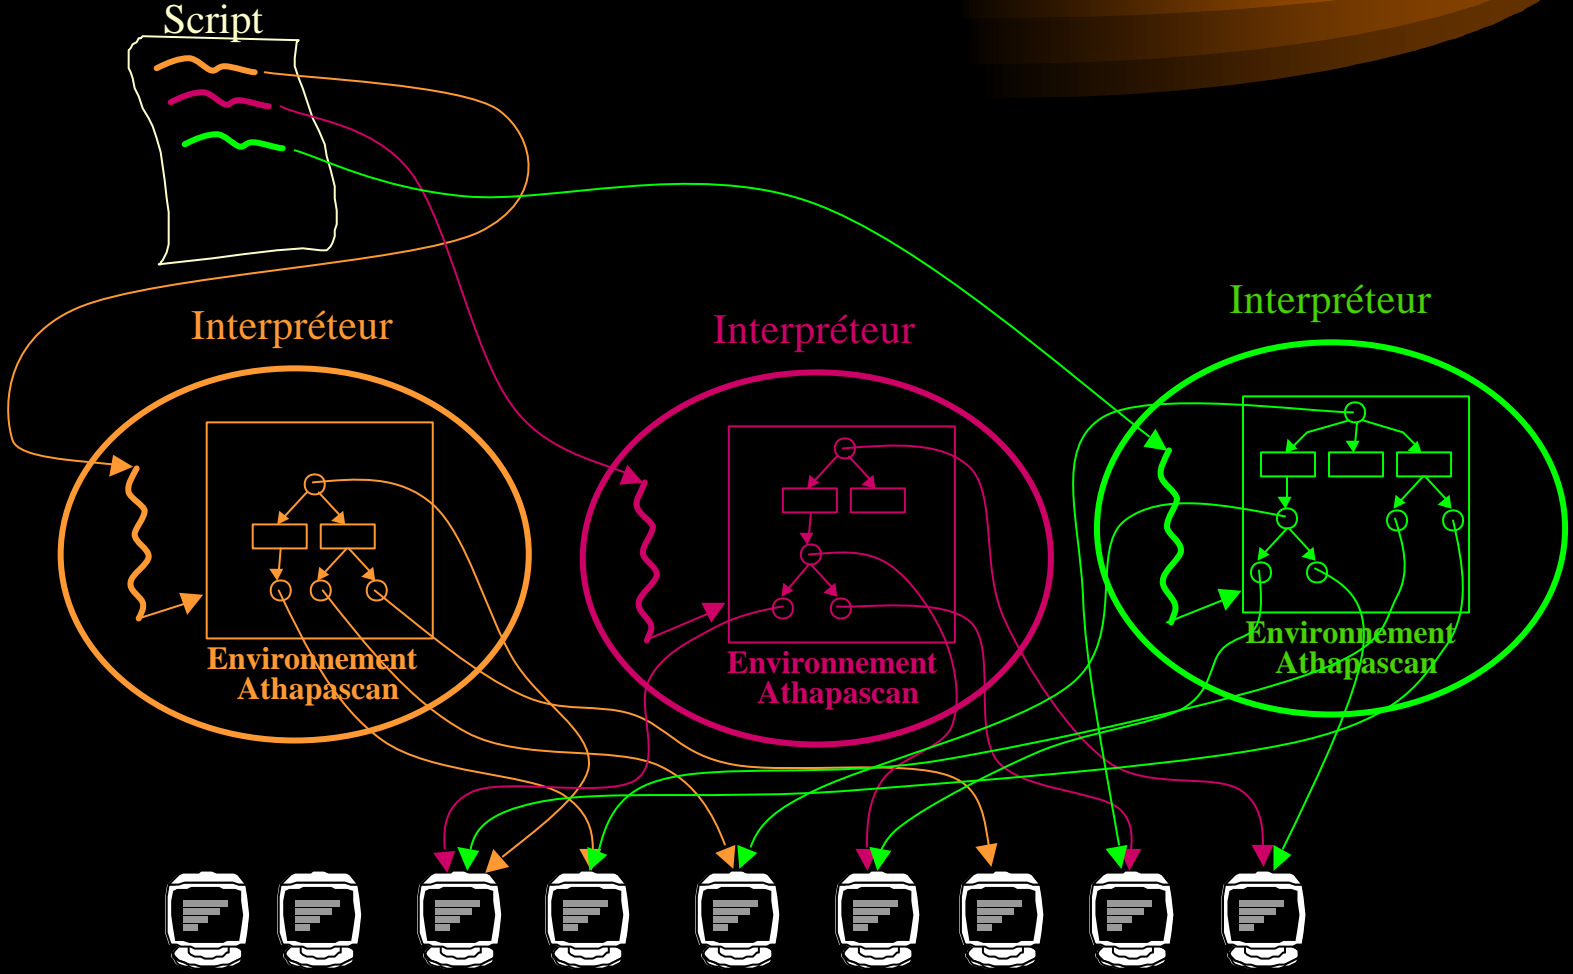 Script
Interpréteur
Environnement
Athapascan
Interpréteur
Environnement
Athapascan
Interpréteur
Environnement
Athapascan